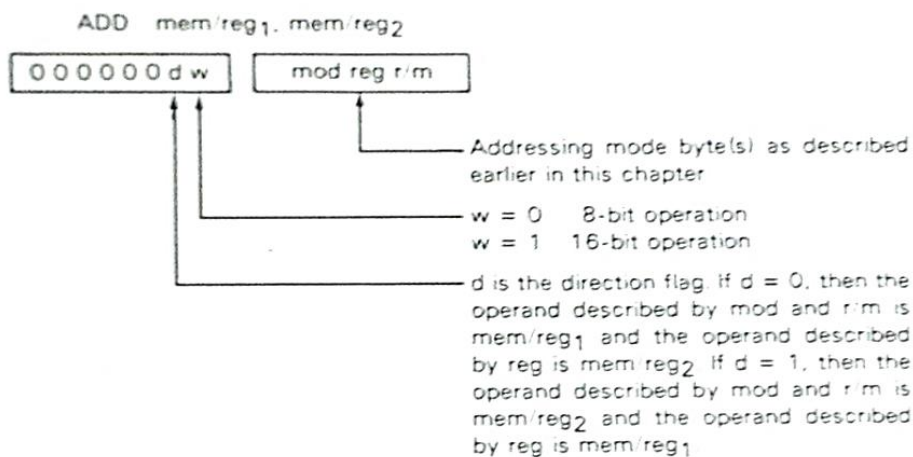 ADD mem/reg1, mem/reg2
0 0 0 0 0 0 d w
mod reg r/m
Addressing mode byte(s) as described
earlier in this chapter
w = 0 8-bit operation
w = 1 16-bit operation
d is the direction flag. If d = 0, then the
operand described by mod and r/m is
mem/reg1 and the operand described
by reg is mem/reg2 If d = 1, then the
operand described by mod and r/m is
mem/reg2 and the operand described
by reg is mem/reg1